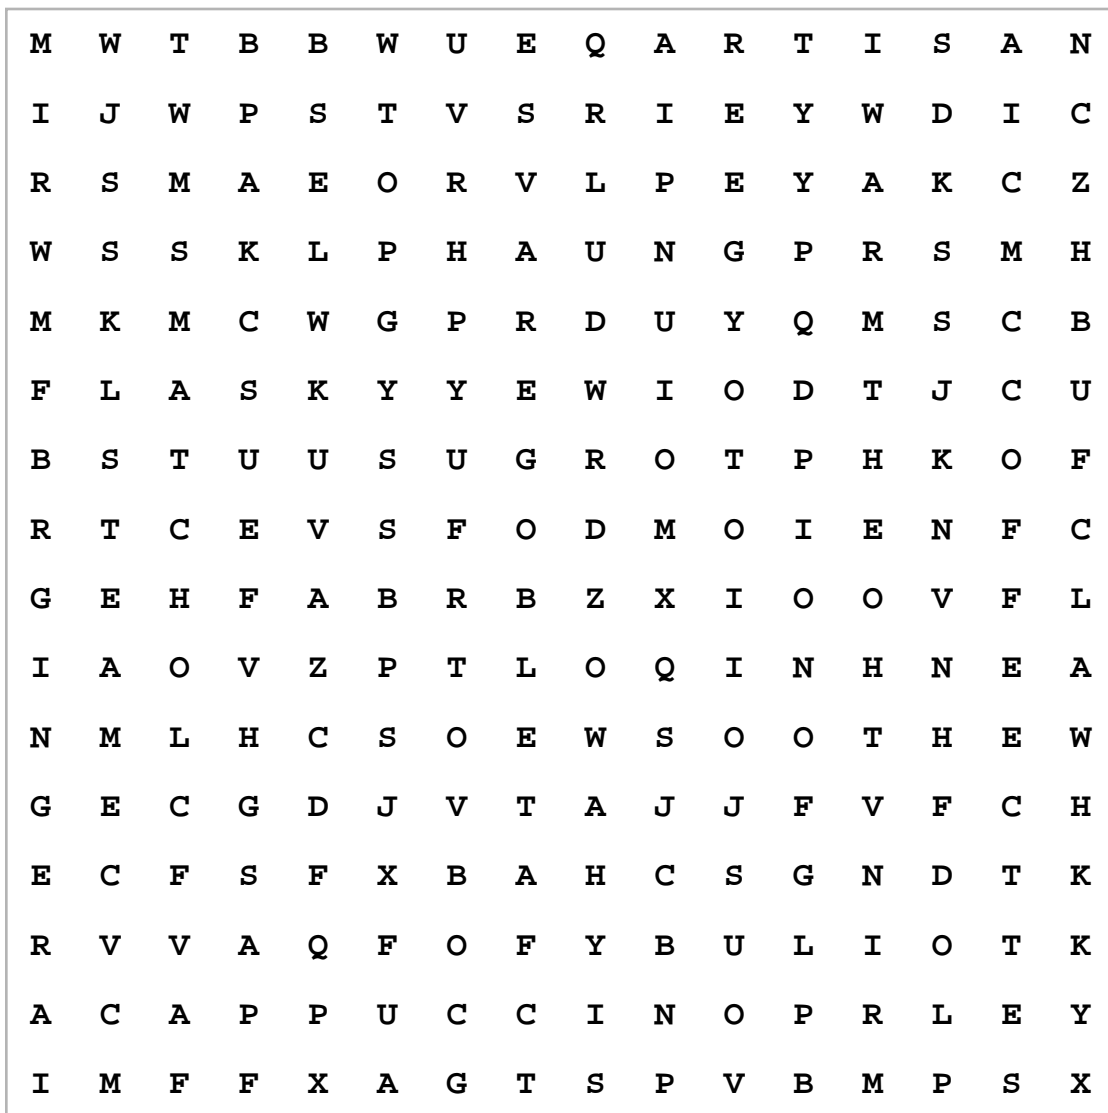 M W T B B W U E Q A R T I S A N
I J W P S T V S R I E Y W D I C
R S M A E O R V L P E Y A K C Z
W S S K L P H A U N G P R S M H
M K M C W G P R D U Y Q M S C B
F L A S K Y Y E W I O D T J C U
B S T U U S U G R O T P H K O F
R T C E V S F O D M O I E N F C
G E H F A B R B Z X I O O V F L
I A O V Z P T L O Q I N H N E A
N M L H C S O E W S O O T H E W
G E C G D J V T A J J F V F C H
E C F S F X B A H C S G N D T K
R V V A Q F O F Y B U L I O T K
A C A P P U C C I N O P R L E Y
I M F F X A G T S P V B M P S X